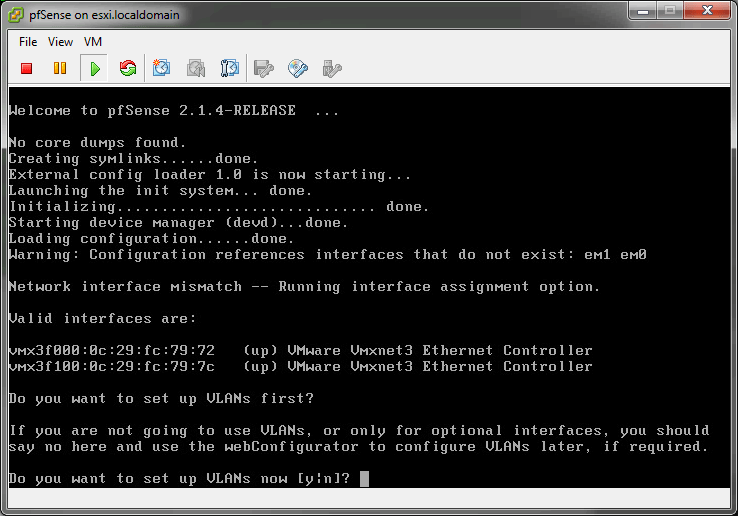 pfSense on esxi.localdomain
File View VM
Welcome to pfSense 2.1.4-RELEASE ...
No core dumps found.
Creating symlinks......done.
External config loader 1.0 is now starting...
Launching the init system... done.
Initializing............................. done.
Starting device manager (devd)...done.
Loading configuration......done.
Warning: Configuration references interfaces that do not exist: em1 em0
Network interface mismatch -- Running interface assignment option.
Valid interfaces are:
vmx3f000:0c:29:fc:79:72 (up) VMware Vmxnet3 Ethernet Controller
vmx3f100:0c:29:fc:79:7c (up) VMware Vmxnet3 Ethernet Controller
Do you want to set up VLANs first?
If you are not going to use VLANs, or only for optional interfaces, you should
say no here and use the webConfigurator to configure VLANs later, if required.
Do you want to set up VLANs now [y|n]?